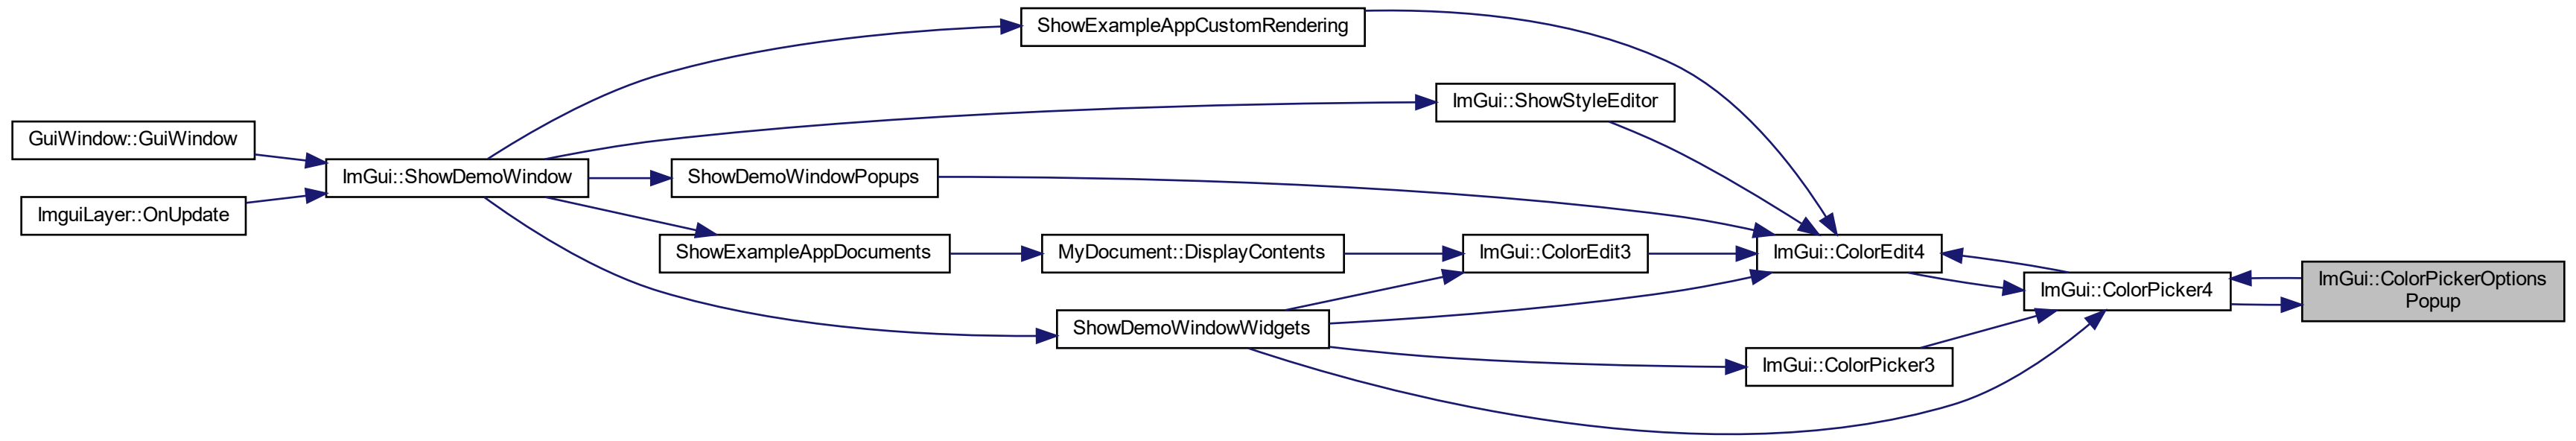 ShowExampleAppCustomRendering
ImGui::ShowStyleEditor
GuiWindow::GuiWindow
ImGui::ShowDemoWindow
ShowDemoWindowPopups
ImguiLayer::OnUpdate
ShowExampleAppDocuments
MyDocument::DisplayContents
ImGui::ColorEdit3
ImGui::ColorEdit4
ImGui::ColorPicker4
ImGui::ColorPickerOptions
Popup
ShowDemoWindowWidgets
ImGui::ColorPicker3